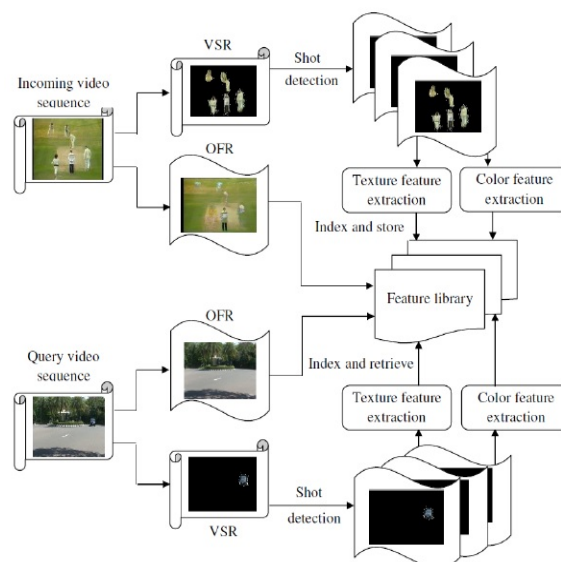 VSR
Shot
detection
Incoming video
sequence
OFR
Texture feature
extraction
Color feature
extraction
Index and store
Feature library
OFR
Index and retrieve
Query video
sequence
Texture feature
extraction
Color feature
extraction
Shot
detection
VSR